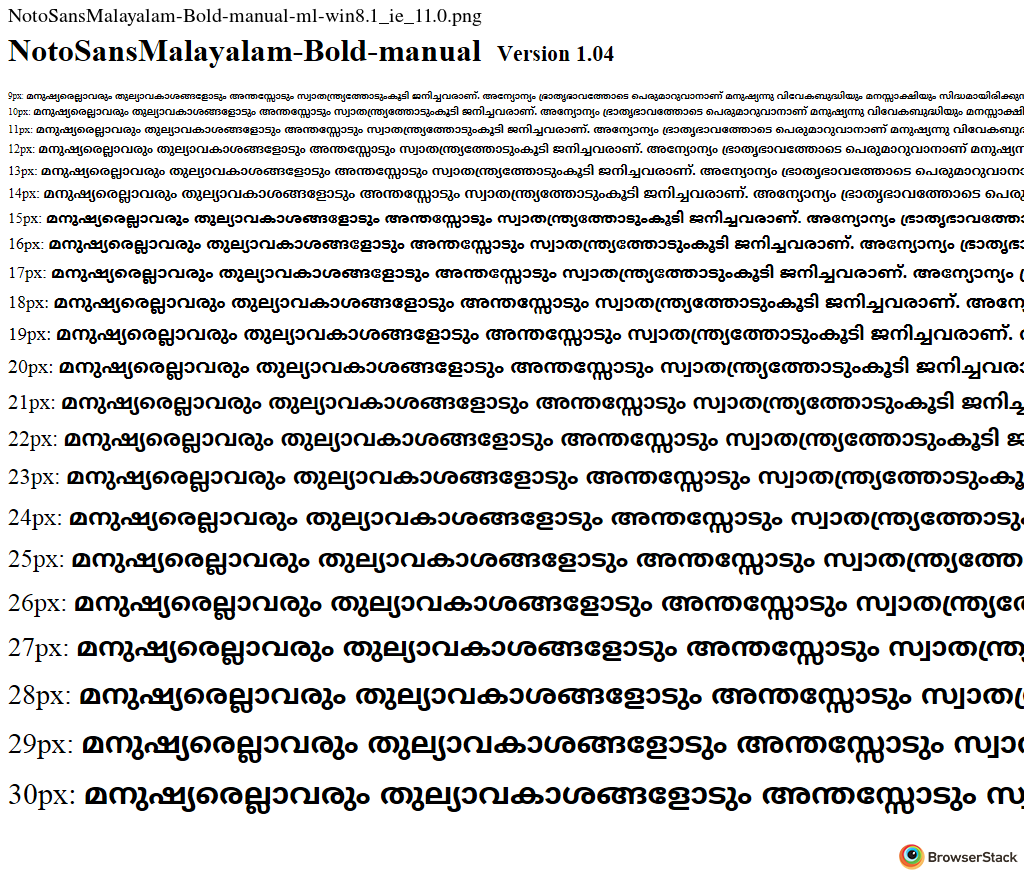 NotoSansMalayalam-Bold-manual-ml-win8.1_ie_11.0.png
NotoSansMalayalam-Bold-manual Version 1.04
9px: മനുഷ്യരെല്ലാവരും തുല്യാവകാശങ്ങളോടും അന്തസ്സോടും സ്വാതന്ത്ര്യത്തോടുംകൂടി ജനിച്ചവരാണ്. അന്യോന്യം ഭ്രാതൃഭാവത്തോടെ പെരുമാറുവാനാണ് മനുഷ്യന്നു വിവേകബുദ്ധിയും മനസ്സാക്ഷിയും സിദ്ധമായിരിക്കുന
10px: മനുഷ്യരെല്ലാവരും തുല്യാവകാശങ്ങളോടും അന്തസ്സോടും സ്വാതന്ത്ര്യത്തോടുംകൂടി ജനിച്ചവരാണ്. അന്യോന്യം ഭ്രാതൃഭാവത്തോടെ പെരുമാറുവാനാണ് മനുഷ്യന്നു വിവേകബുദ്ധിയും മനസ്സാക്ഷി
11px: മനുഷ്യരെല്ലാവരും തുല്യാവകാശങ്ങളോടും അന്തസ്സോടും സ്വാതന്ത്ര്യത്തോടുംകൂടി ജനിച്ചവരാണ്. അന്യോന്യം ഭ്രാതൃഭാവത്തോടെ പെരുമാറുവാനാണ് മനുഷ്യന്നു വിവേകബു
12px: മനുഷ്യരെല്ലാവരും തുല്യാവകാശങ്ങളോടും അന്തസ്സോടും സ്വാതന്ത്ര്യത്തോടുംകൂടി ജനിച്ചവരാണ്. അന്യോന്യം ഭ്രാതൃഭാവത്തോടെ പെരുമാറുവാനാണ് മനുഷ്യന
13px: മനുഷ്യരെല്ലാവരും തുല്യാവകാശങ്ങളോടും അന്തസ്സോടും സ്വാതന്ത്ര്യത്തോടുംകൂടി ജനിച്ചവരാണ്. അന്യോന്യം ഭ്രാതൃഭാവത്തോടെ പെരുമാറുവാനാ
14px: മനുഷ്യരെല്ലാവരും തുല്യാവകാശങ്ങളോടും അന്തസ്സോടും സ്വാതന്ത്ര്യത്തോടുംകൂടി ജനിച്ചവരാണ്. അന്യോന്യം ഭ്രാതൃഭാവത്തോടെ പെരു
15px: മനുഷ്യരെല്ലാവരും തുല്യാവകാശങ്ങളോടും അന്തസ്സോടും സ്വാതന്ത്ര്യത്തോടുംകൂടി ജനിച്ചവരാണ്. അന്യോന്യം ഭ്രാതൃഭാവത്തോ
16px: മനുഷ്യരെല്ലാവരും തുല്യാവകാശങ്ങളോടും അന്തസ്സോടും സ്വാതന്ത്ര്യത്തോടുംകൂടി ജനിച്ചവരാണ്. അന്യോന്യം ഭ്രാതൃഭാ
17px: മനുഷ്യരെല്ലാവരും തുല്യാവകാശങ്ങളോടും അന്തസ്സോടും സ്വാതന്ത്ര്യത്തോടുംകൂടി ജനിച്ചവരാണ്. അന്യോന്യം
18px: മനുഷ്യരെല്ലാവരും തുല്യാവകാശങ്ങളോടും അന്തസ്സോടും സ്വാതന്ത്ര്യത്തോടുംകൂടി ജനിച്ചവരാണ്. അന്യേ
19px: മനുഷ്യരെല്ലാവരും തുല്യാവകാശങ്ങളോടും അന്തസ്സോടും സ്വാതന്ത്ര്യത്തോടുംകൂടി ജനിച്ചവരാണ്.
20px: മനുഷ്യരെല്ലാവരും തുല്യാവകാശങ്ങളോടും അന്തസ്സോടും സ്വാതന്ത്ര്യത്തോടുംകൂടി ജനിച്ചവരാ
21px: മനുഷ്യരെല്ലാവരും തുല്യാവകാശങ്ങളോടും അന്തസ്സോടും സ്വാതന്ത്ര്യത്തോടുംകൂടി ജനിച്ച
22px: മനുഷ്യരെല്ലാവരും തുല്യാവകാശങ്ങളോടും അന്തസ്സോടും സ്വാതന്ത്ര്യത്തോടുംകൂടി ജ
23px: മനുഷ്യരെല്ലാവരും തുല്യാവകാശങ്ങളോടും അന്തസ്സോടും സ്വാതന്ത്ര്യത്തോടുംകൂ
24px: മനുഷ്യരെല്ലാവരും തുല്യാവകാശങ്ങളോടും അന്തസ്സോടും സ്വാതന്ത്ര്യത്തോടു
25px: മനുഷ്യരെല്ലാവരും തുല്യാവകാശങ്ങളോടും അന്തസ്സോടും സ്വാതന്ത്ര്യത്തോ
26px: മനുഷ്യരെല്ലാവരും തുല്യാവകാശങ്ങളോടും അന്തസ്സോടും സ്വാതന്ത്ര്യ
27px: മനുഷ്യരെല്ലാവരും തുല്യാവകാശങ്ങളോടും അന്തസ്സോടും സ്വാതന്ത്ര്യ
28px: മനുഷ്യരെല്ലാവരും തുല്യാവകാശങ്ങളോടും അന്തസ്സോടും സ്വാത
29px: മനുഷ്യരെല്ലാവരും തുല്യാവകാശങ്ങളോടും അന്തസ്സോടും സ്വാ
30px: മനുഷ്യരെല്ലാവരും തുല്യാവകാശങ്ങളോടും അന്തസ്സോടും സ്
BrowserStack